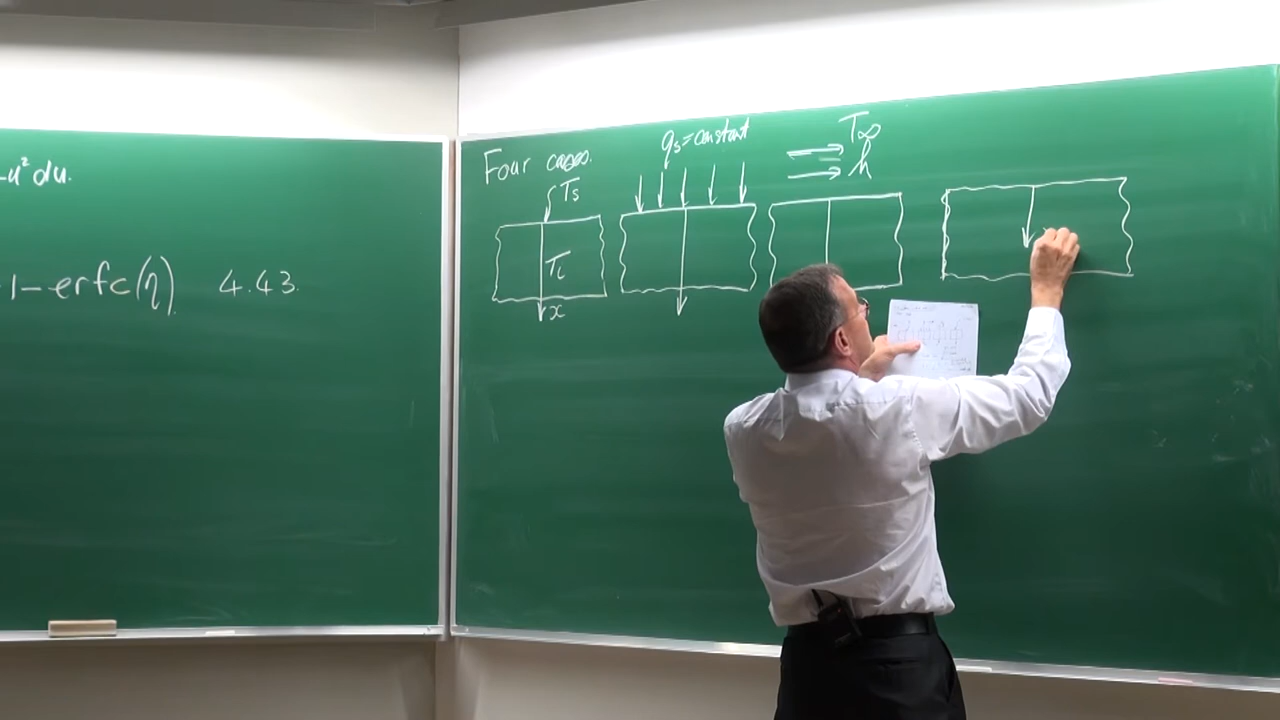 -u² du.
1-erfc(η) 4.43.
Four cases.
Ts
Ti
x
qs=constant
T∞
h